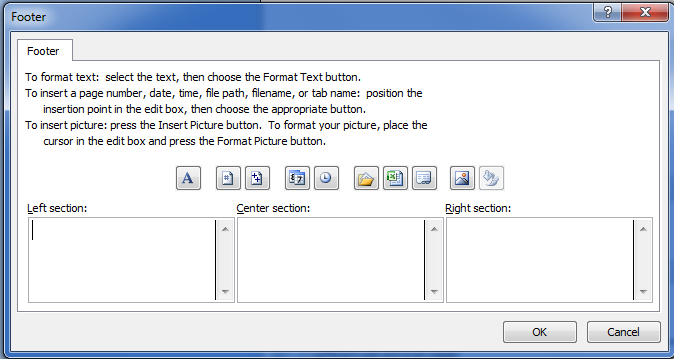 Footer
Footer
To format text:  select the text, then choose the Format Text button.
To insert a page number, date, time, file path, filename, or tab name:  position the
insertion point in the edit box, then choose the appropriate button.
To insert picture: press the Insert Picture button.  To format your picture, place the
cursor in the edit box and press the Format Picture button.
A
Left section:
Center section:
Right section:
OK
Cancel